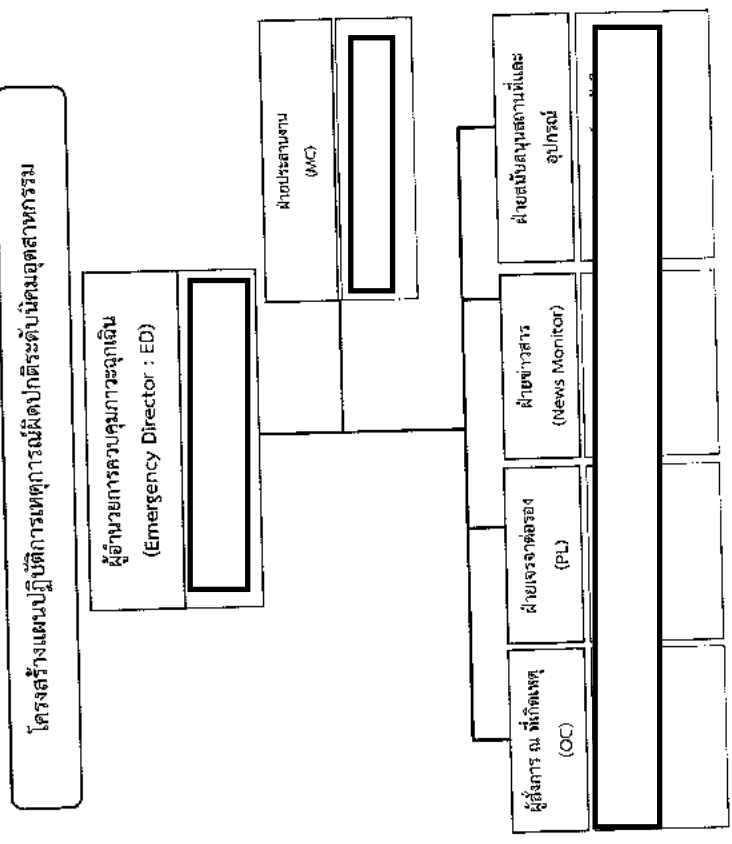 โครงสร้างแผนปฏิบัติการเหตุการณ์ผิดปกติระดับนิคมอุตสาหกรรม
ผู้อำนวยการควบคุมภาวะฉุกเฉิน
(Emergency Director : ED)
ฝ่ายประสานงาน
(MC)
ผู้สั่งการ ณ ที่เกิดเหตุ
(OC)
ฝ่ายเจรจาต่อรอง
(PL)
ฝ่ายข่าวสาร
(News Monitor)
ฝ่ายสนับสนุนสถานที่และ
อุปกรณ์